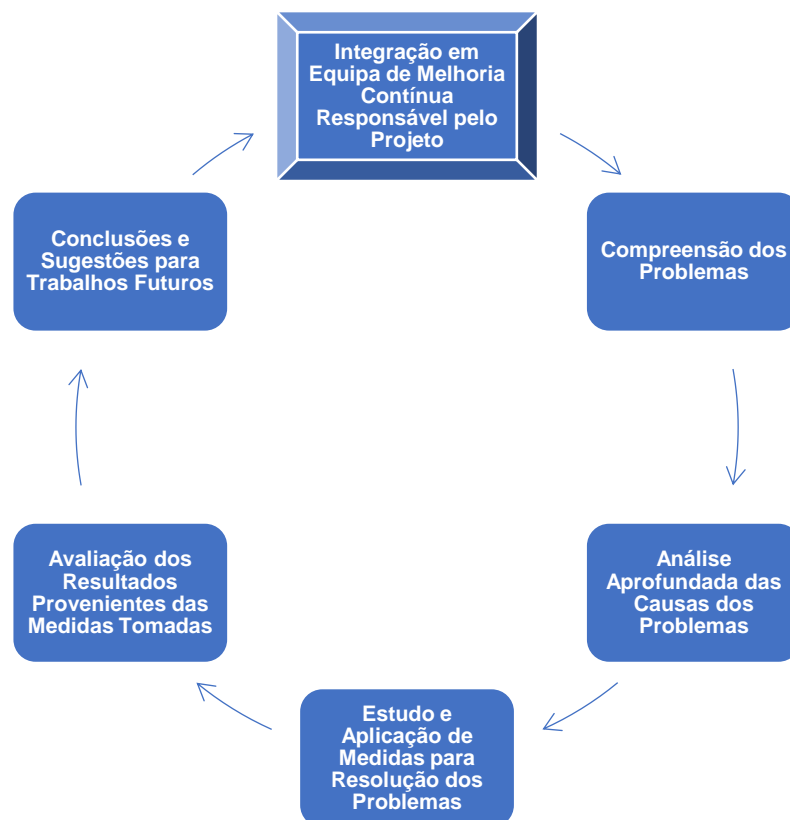 Integração em
Equipa de Melhoria
Contínua
Responsável pelo
Projeto
Compreensão dos
Problemas
Análise
Aprofundada das
Causas dos
Problemas
Estudo e
Aplicação de
Medidas para
Resolução dos
Problemas
Avaliação dos
Resultados
Provenientes das
Medidas Tomadas
Conclusões e
Sugestões para
Trabalhos Futuros